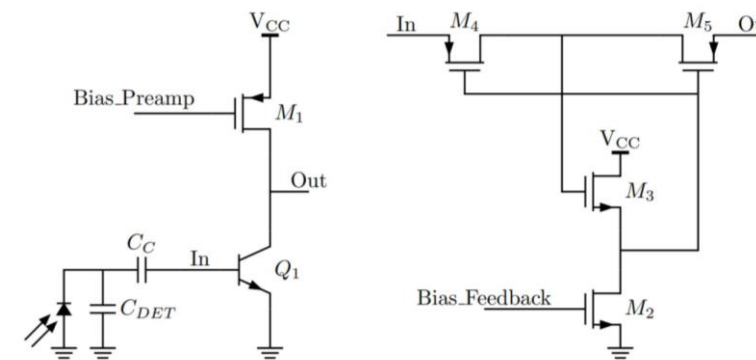 V_CC
Bias_Preamp
M_1
Out
C_C
In
Q_1
C_DET
In
M_4
M_5
O
V_CC
M_3
Bias_Feedback
M_2